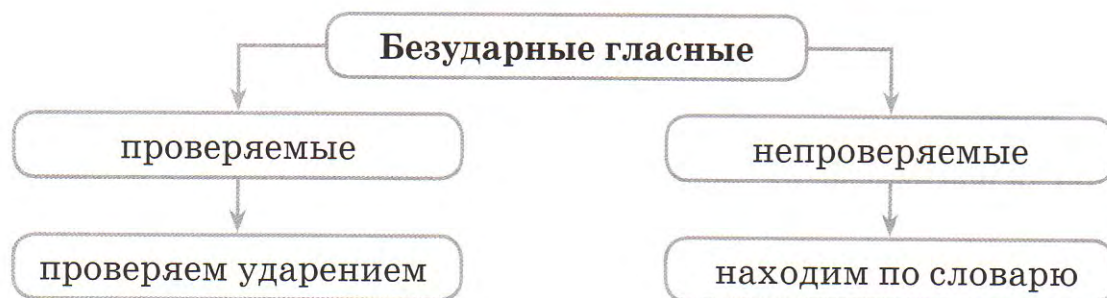 Безударные гласные
проверяемые
непроверяемые
проверяем ударением
находим по словарю